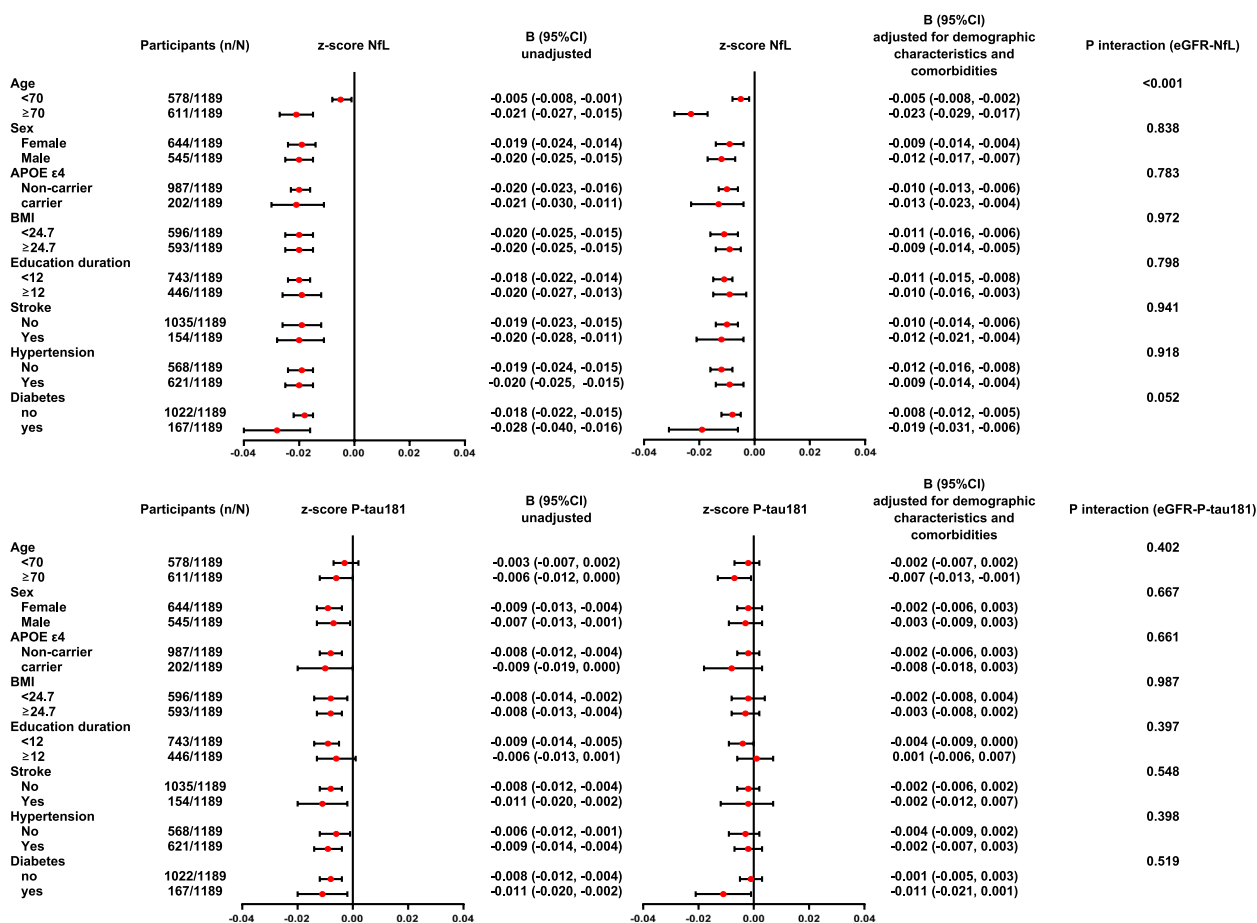 Participants (n/N) z-score NfL B (95%CI) unadjusted z-score NfL B (95%CI) adjusted for demographic characteristics and comorbidities P interaction (eGFR-NfL)
Age <0.001
<70 578/1189 -0.005 (-0.008, -0.001) -0.005 (-0.008, -0.002)
≥70 611/1189 -0.021 (-0.027, -0.015) -0.023 (-0.029, -0.017)
Sex 0.838
Female 644/1189 -0.019 (-0.024, -0.014) -0.009 (-0.014, -0.004)
Male 545/1189 -0.020 (-0.025, -0.015) -0.012 (-0.017, -0.007)
APOE ε4 0.783
Non-carrier 987/1189 -0.020 (-0.023, -0.016) -0.010 (-0.013, -0.006)
carrier 202/1189 -0.021 (-0.030, -0.011) -0.013 (-0.023, -0.004)
BMI 0.972
<24.7 596/1189 -0.020 (-0.025, -0.015) -0.011 (-0.016, -0.006)
≥24.7 593/1189 -0.020 (-0.025, -0.015) -0.009 (-0.014, -0.005)
Education duration 0.798
<12 743/1189 -0.018 (-0.022, -0.014) -0.011 (-0.015, -0.008)
≥12 446/1189 -0.020 (-0.027, -0.013) -0.010 (-0.016, -0.003)
Stroke 0.941
No 1035/1189 -0.019 (-0.023, -0.015) -0.010 (-0.014, -0.006)
Yes 154/1189 -0.020 (-0.028, -0.011) -0.012 (-0.021, -0.004)
Hypertension 0.918
No 568/1189 -0.019 (-0.024, -0.015) -0.012 (-0.016, -0.008)
Yes 621/1189 -0.020 (-0.025, -0.015) -0.009 (-0.014, -0.004)
Diabetes 0.052
no 1022/1189 -0.018 (-0.022, -0.015) -0.008 (-0.012, -0.005)
yes 167/1189 -0.028 (-0.040, -0.016) -0.019 (-0.031, -0.006)
-0.04 -0.02 0.00 0.02 0.04 -0.04 -0.02 0.00 0.02 0.04
Participants (n/N) z-score P-tau181 B (95%CI) unadjusted z-score P-tau181 B (95%CI) adjusted for demographic characteristics and comorbidities P interaction (eGFR-P-tau181)
Age 0.402
<70 578/1189 -0.003 (-0.007, 0.002) -0.002 (-0.007, 0.002)
≥70 611/1189 -0.006 (-0.012, 0.000) -0.007 (-0.013, -0.001)
Sex 0.667
Female 644/1189 -0.009 (-0.013, -0.004) -0.002 (-0.006, 0.003)
Male 545/1189 -0.007 (-0.013, -0.001) -0.003 (-0.009, 0.003)
APOE ε4 0.661
Non-carrier 987/1189 -0.008 (-0.012, -0.004) -0.002 (-0.006, 0.003)
carrier 202/1189 -0.009 (-0.019, 0.000) -0.008 (-0.018, 0.003)
BMI 0.987
<24.7 596/1189 -0.008 (-0.014, -0.002) -0.002 (-0.008, 0.004)
≥24.7 593/1189 -0.008 (-0.013, -0.004) -0.003 (-0.008, 0.002)
Education duration 0.397
<12 743/1189 -0.009 (-0.014, -0.005) -0.004 (-0.009, 0.000)
≥12 446/1189 -0.006 (-0.013, 0.001) 0.001 (-0.006, 0.007)
Stroke 0.548
No 1035/1189 -0.008 (-0.012, -0.004) -0.002 (-0.006, 0.002)
Yes 154/1189 -0.011 (-0.020, -0.002) -0.002 (-0.012, 0.007)
Hypertension 0.398
No 568/1189 -0.006 (-0.012, -0.001) -0.004 (-0.009, 0.002)
Yes 621/1189 -0.009 (-0.014, -0.004) -0.002 (-0.007, 0.003)
Diabetes 0.519
no 1022/1189 -0.008 (-0.012, -0.004) -0.001 (-0.005, 0.003)
yes 167/1189 -0.011 (-0.020, -0.002) -0.011 (-0.021, 0.001)
-0.04 -0.02 0.00 0.02 0.04 -0.04 -0.02 0.00 0.02 0.04